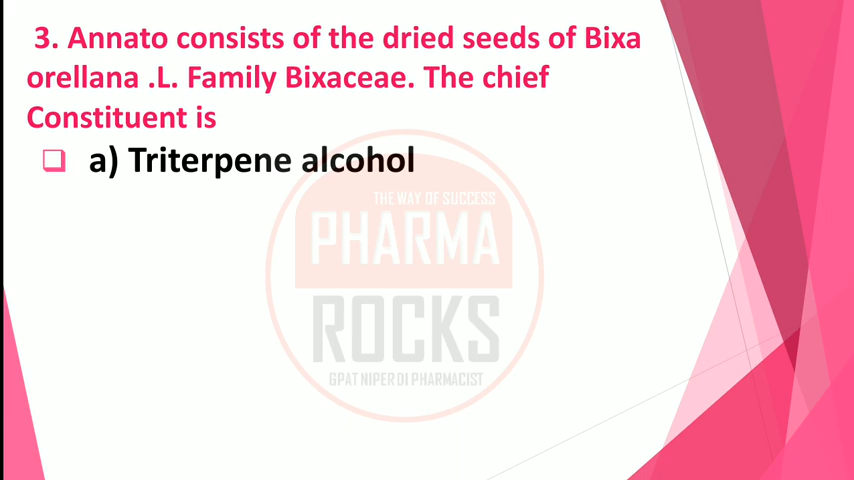 3. Annato consists of the dried seeds of Bixa
orellana .L. Family Bixaceae. The chief
Constituent is
a) Triterpene alcohol
THE WAY OF SUCCESS
PHARMA
ROCKS
GPAT NIPER DI PHARMACIST